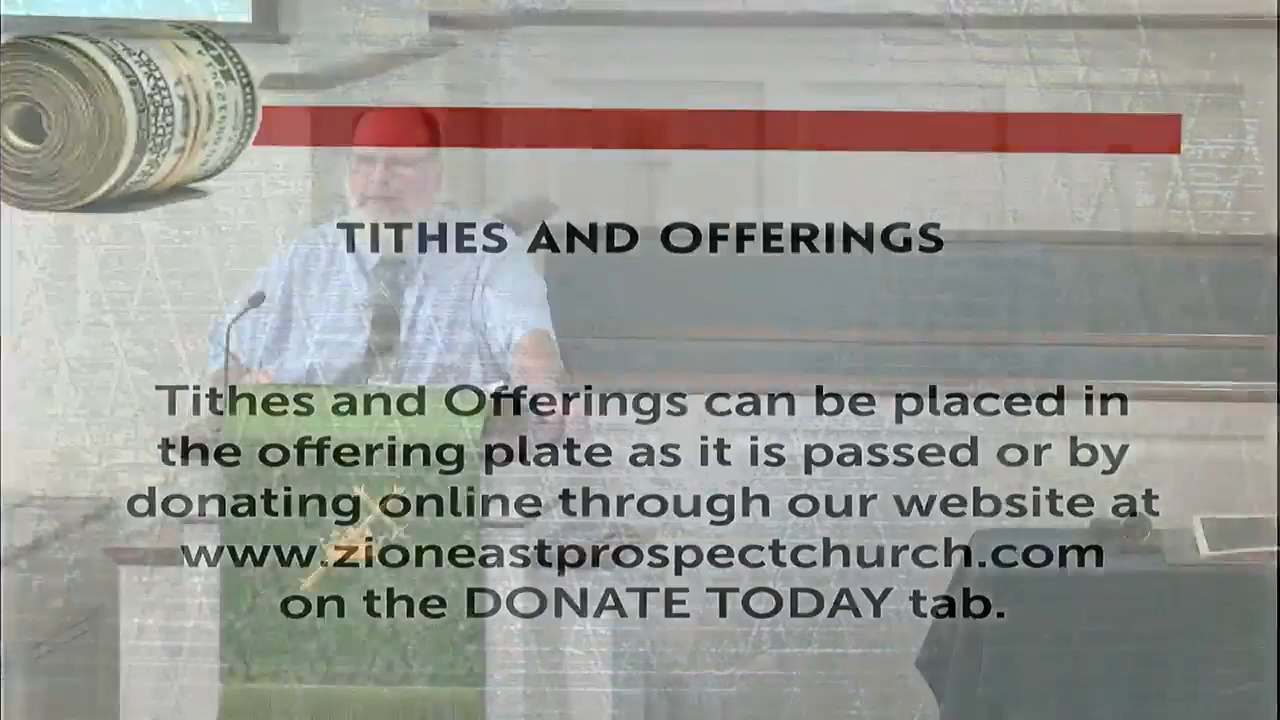 TITHES AND OFFERINGS
Tithes and Offerings can be placed in
the offering plate as it is passed or by
donating online through our website at
www.zioneastprospectchurch.com
on the DONATE TODAY tab.